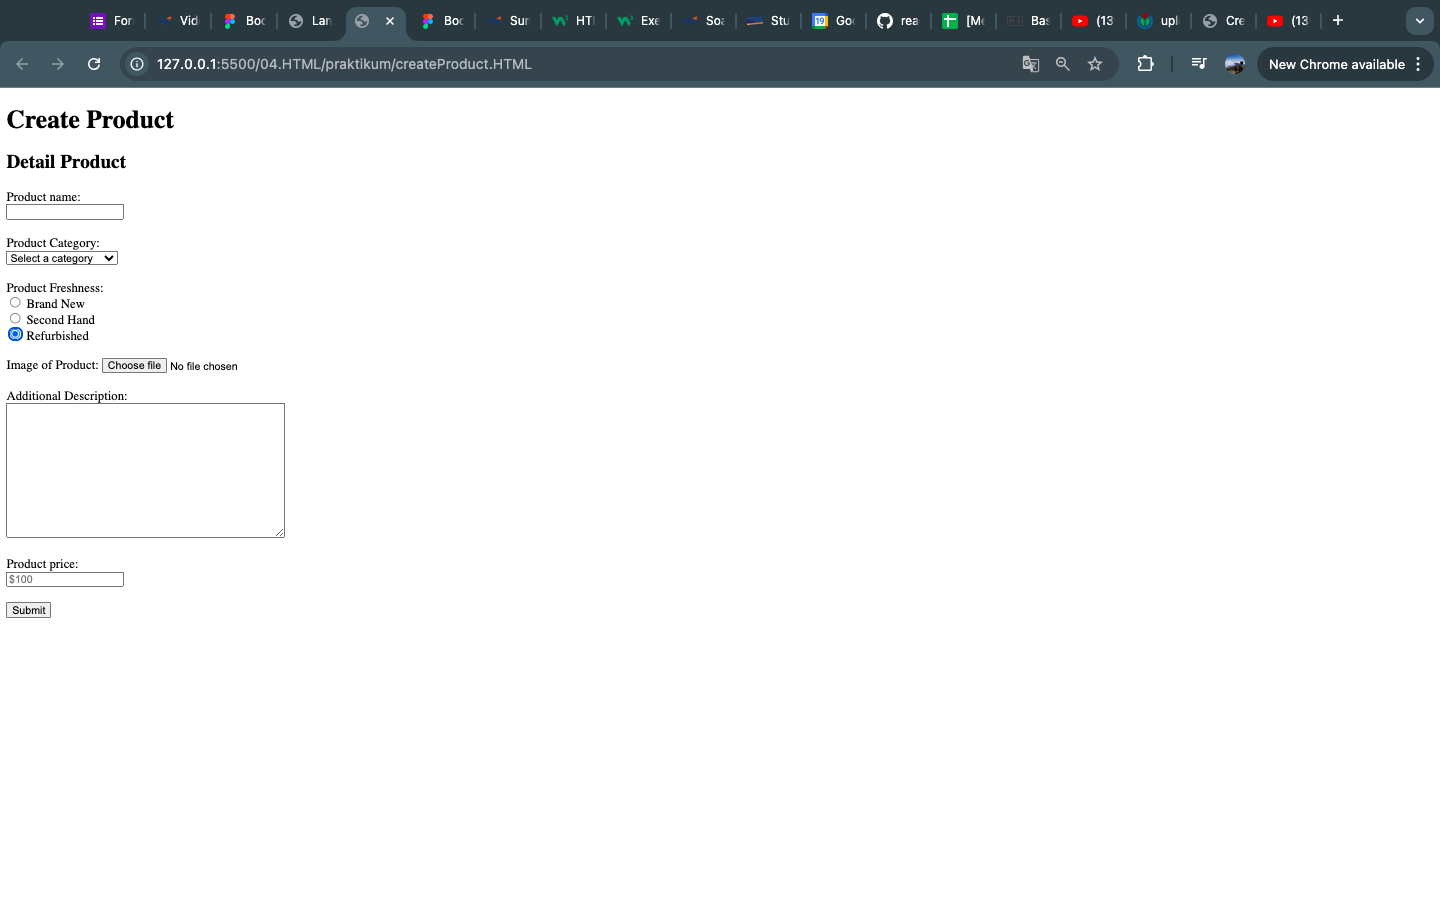 For
Vid
Boc
Lan
Boc
Sur
HTI
Exe
Soa
Stu
19
Goo
rea
[Me
Bas
(13
upl
Cre
(13
127.0.0.1:5500/04.HTML/praktikum/createProduct.HTML
New Chrome available
Create Product
Detail Product
Product name:
Product Category:
Select a category
Product Freshness:
Brand New
Second Hand
Refurbished
Image of Product: Choose file No file chosen
Additional Description:
Product price:
$100
Submit